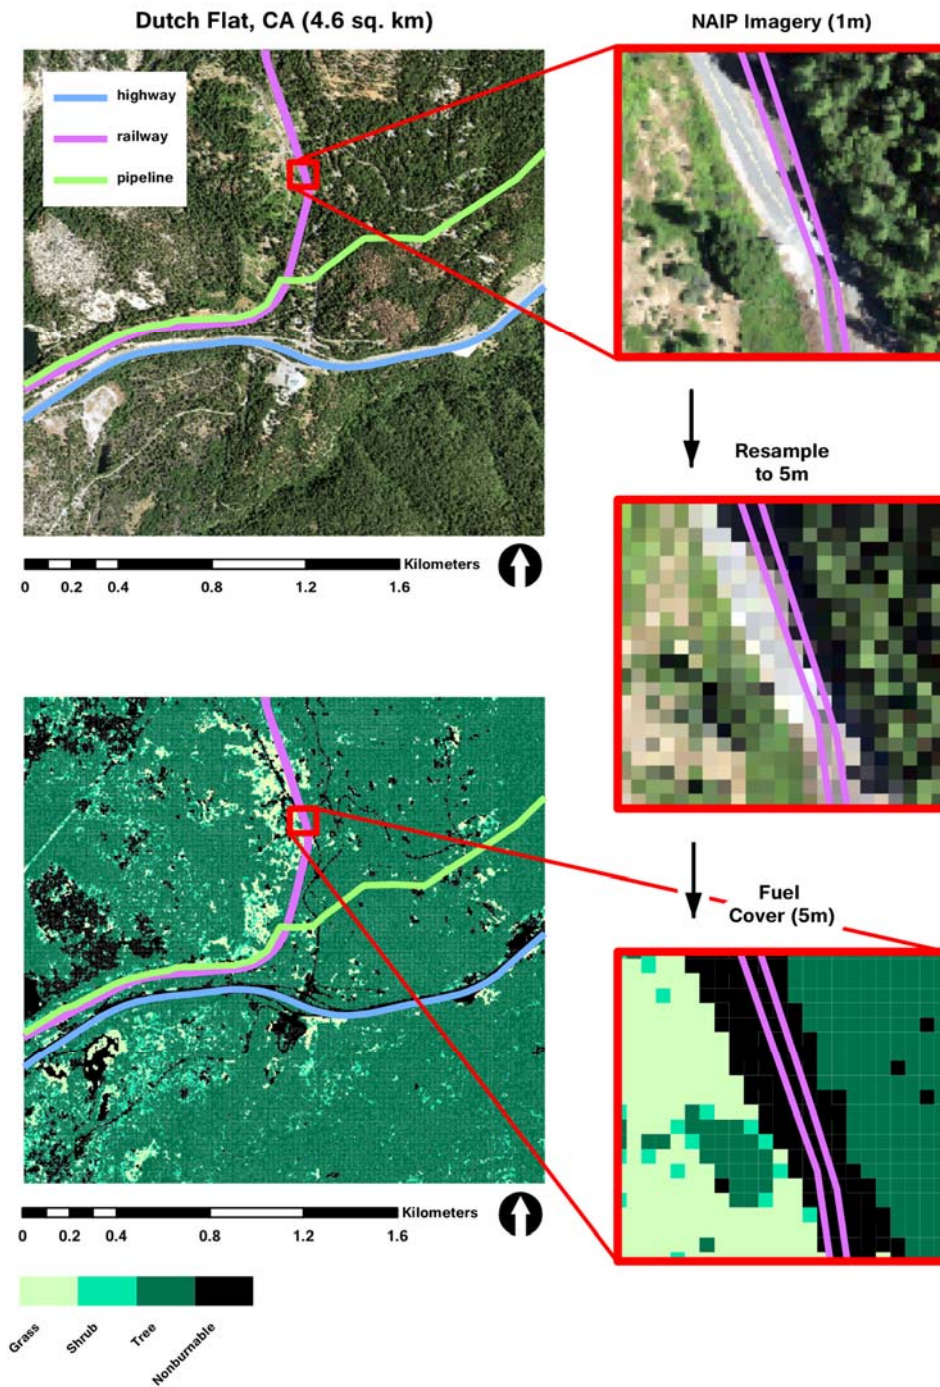 Dutch Flat, CA (4.6 sq. km)
NAIP Imagery (1m)
highway
railway
pipeline
Resample
to 5m
Kilometers
0 0.2 0.4 0.8 1.2 1.6
Fuel
Cover (5m)
Kilometers
0 0.2 0.4 0.8 1.2 1.6
Grass
Shrub
Tree
Nonburnable